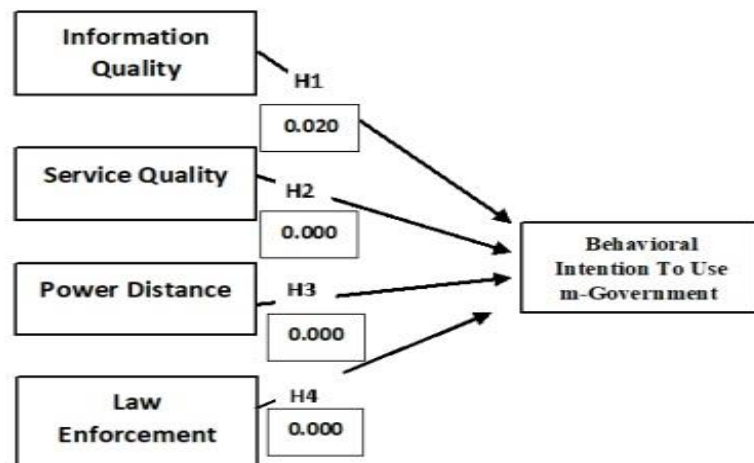 Information
Quality
H1
0.020
Service Quality
H2
0.000
Behavioral
Intention To Use
m-Government
Power Distance
H3
0.000
Law
Enforcement
H4
0.000